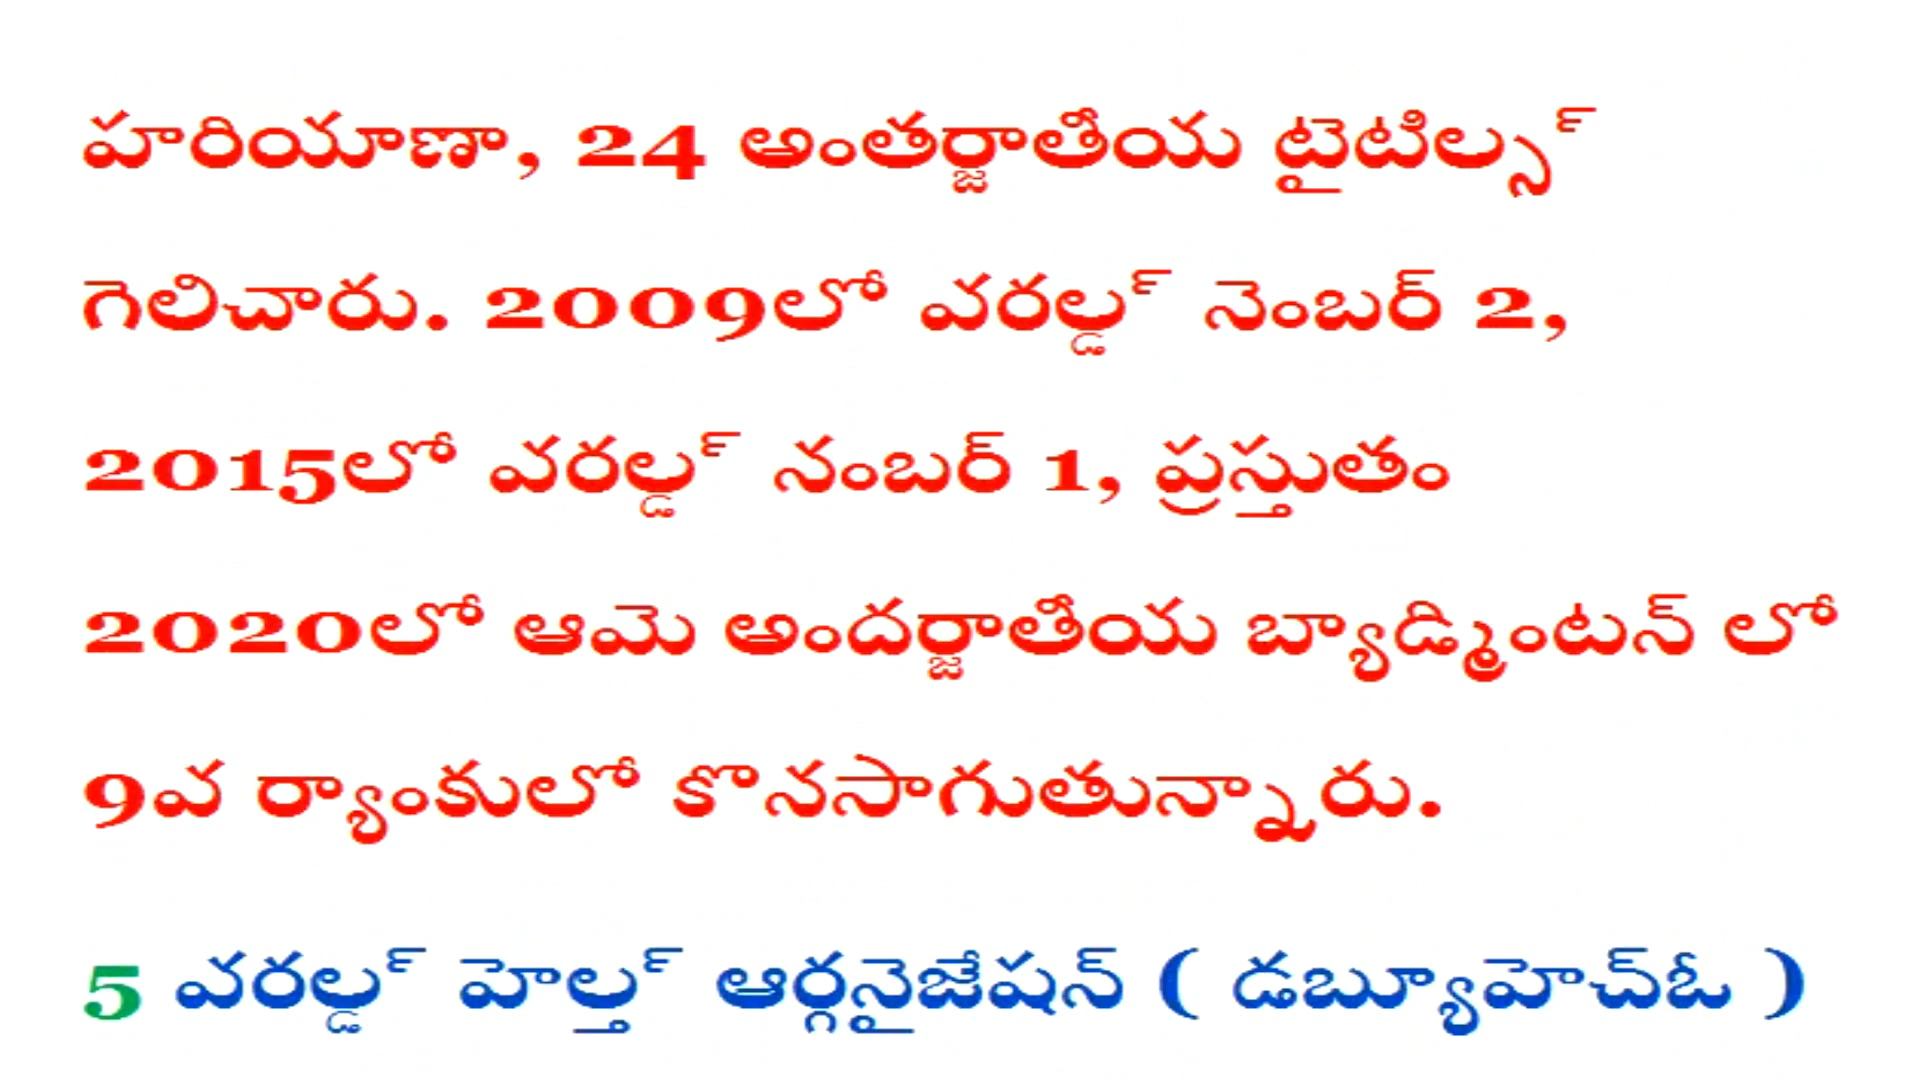 హరియాణా, 24 అంతర్జాతీయ టైటిల్స్
గెలిచారు. 2009లో వరల్డ్ నెంబర్ 2,
2015లో వరల్డ్ నంబర్ 1, ప్రస్తుతం
2020లో ఆమె అందర్జాతీయ బ్యాడ్మింటన్ లో
9వ ర్యాంకులో కొనసాగుతున్నారు.
5 వరల్డ్ హెల్త్ ఆర్గనైజేషన్ ( డబ్యూహెచ్ఓ )